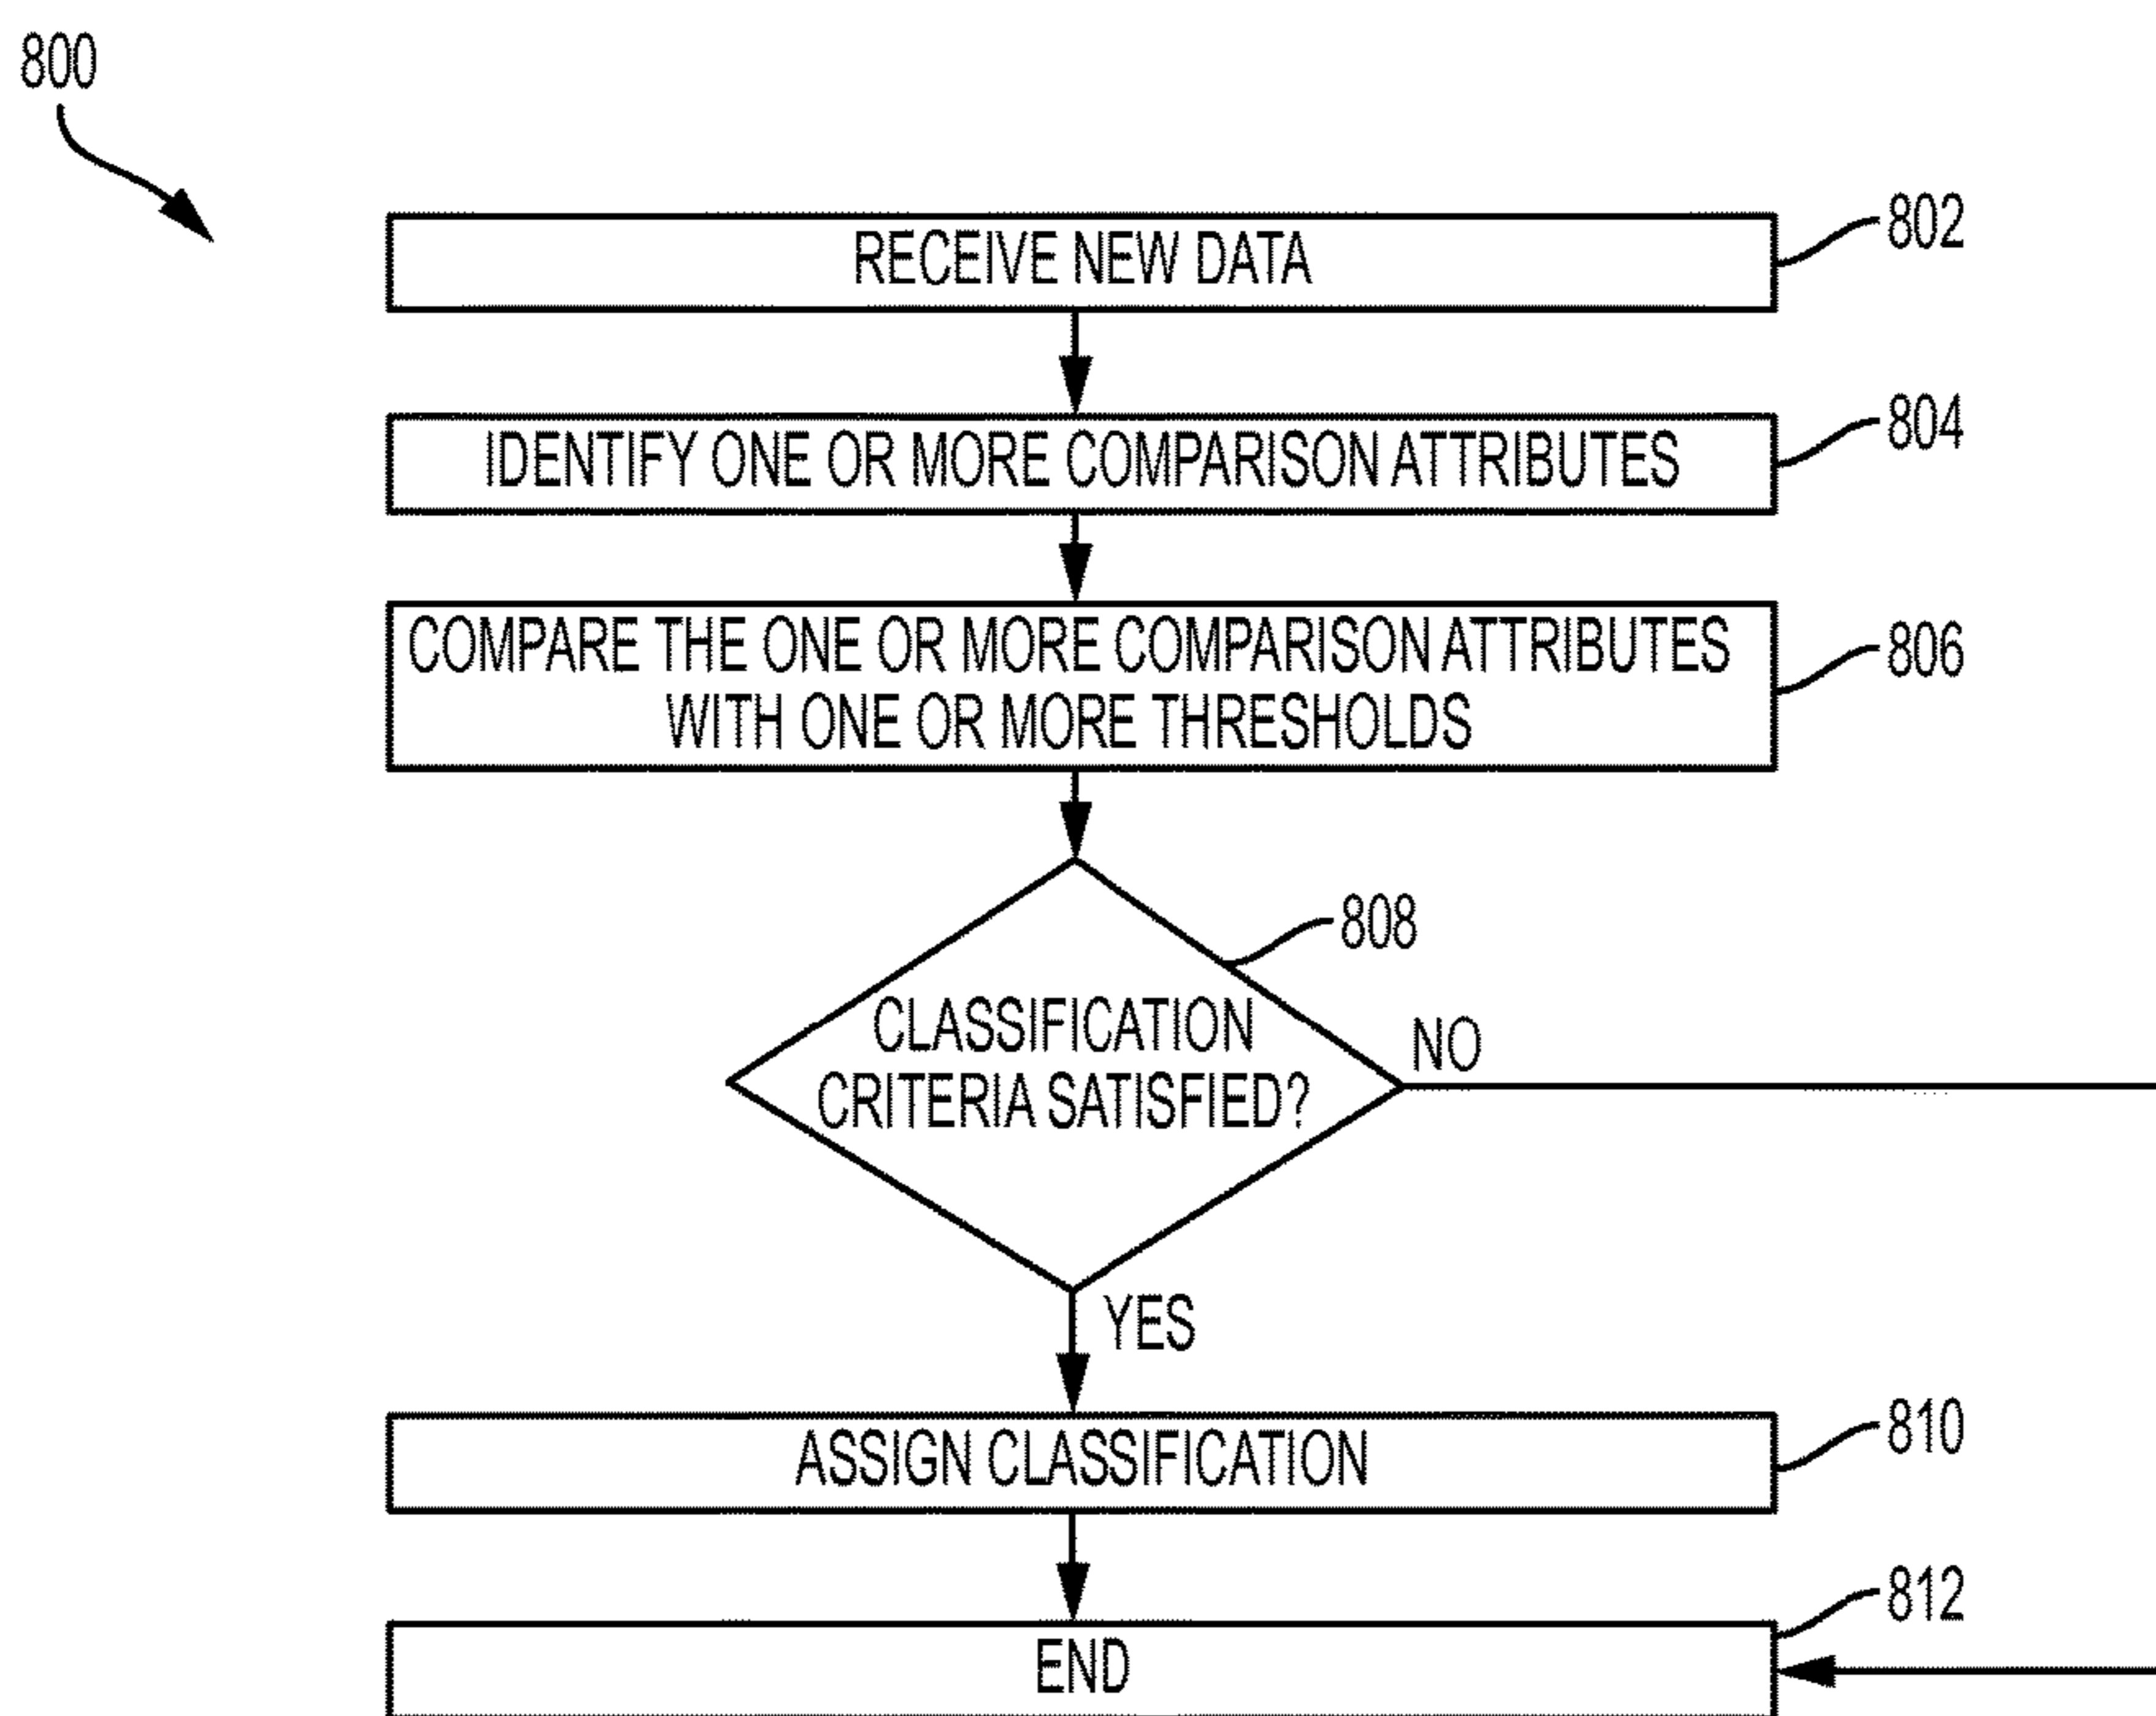 800
RECEIVE NEW DATA
802
IDENTIFY ONE OR MORE COMPARISON ATTRIBUTES
804
COMPARE THE ONE OR MORE COMPARISON ATTRIBUTES
WITH ONE OR MORE THRESHOLDS
806
808
CLASSIFICATION
CRITERIA SATISFIED?
NO
YES
ASSIGN CLASSIFICATION
810
END
812